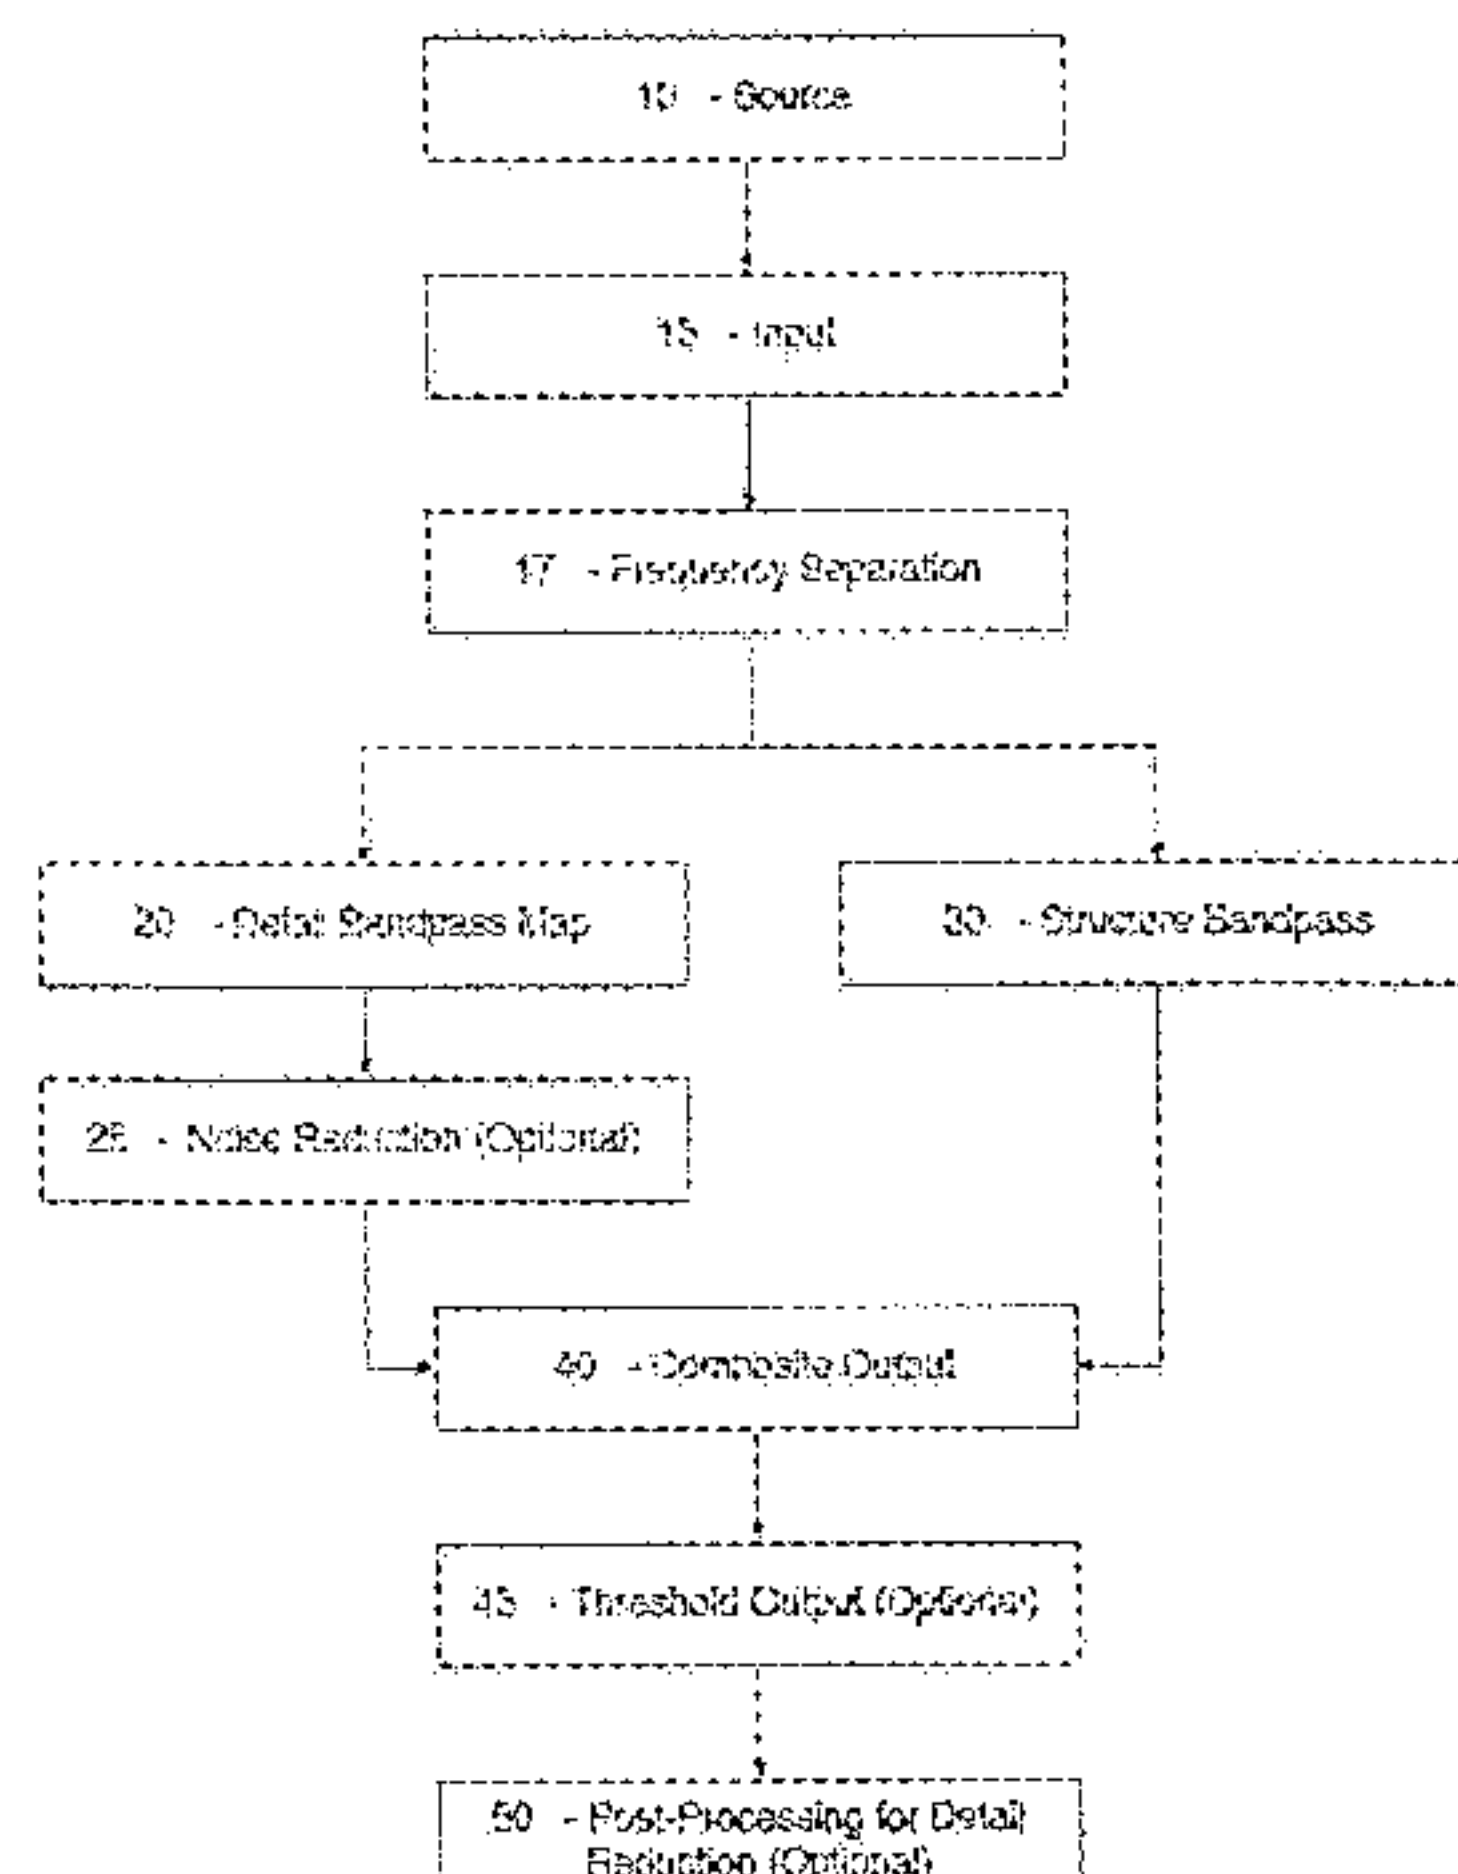 10 - Source
15 - Input
17 - Frequency Separation
20 - Detail Bandpass Map
30 - Structure Bandpass
25 - Noise Reduction (Optional)
40 - Composite Output
45 - Threshold Output (Optional)
50 - Post-Processing for Detail
Reduction (Optional)